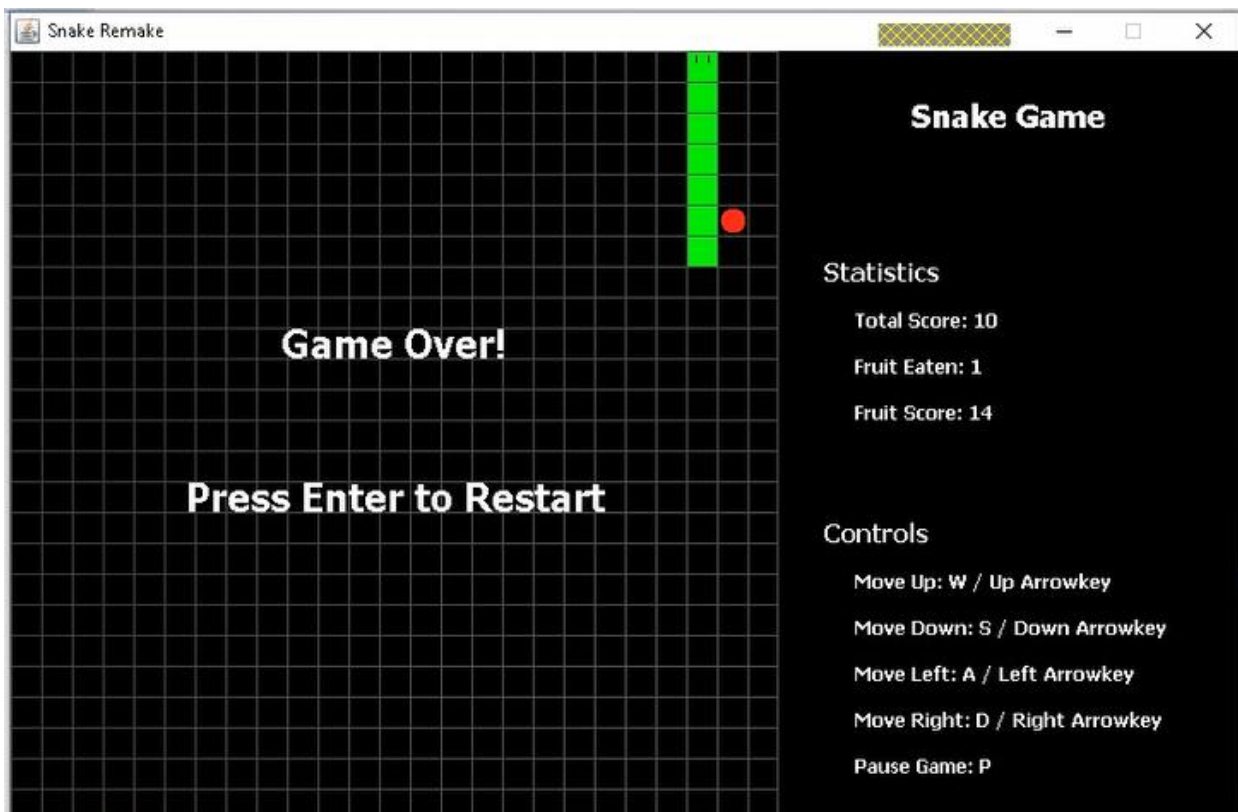 Snake Remake
Snake Game
Statistics
Total Score: 10
Fruit Eaten: 1
Fruit Score: 14
Game Over!
Press Enter to Restart
Controls
Move Up: W / Up Arrowkey
Move Down: S / Down Arrowkey
Move Left: A / Left Arrowkey
Move Right: D / Right Arrowkey
Pause Game: P